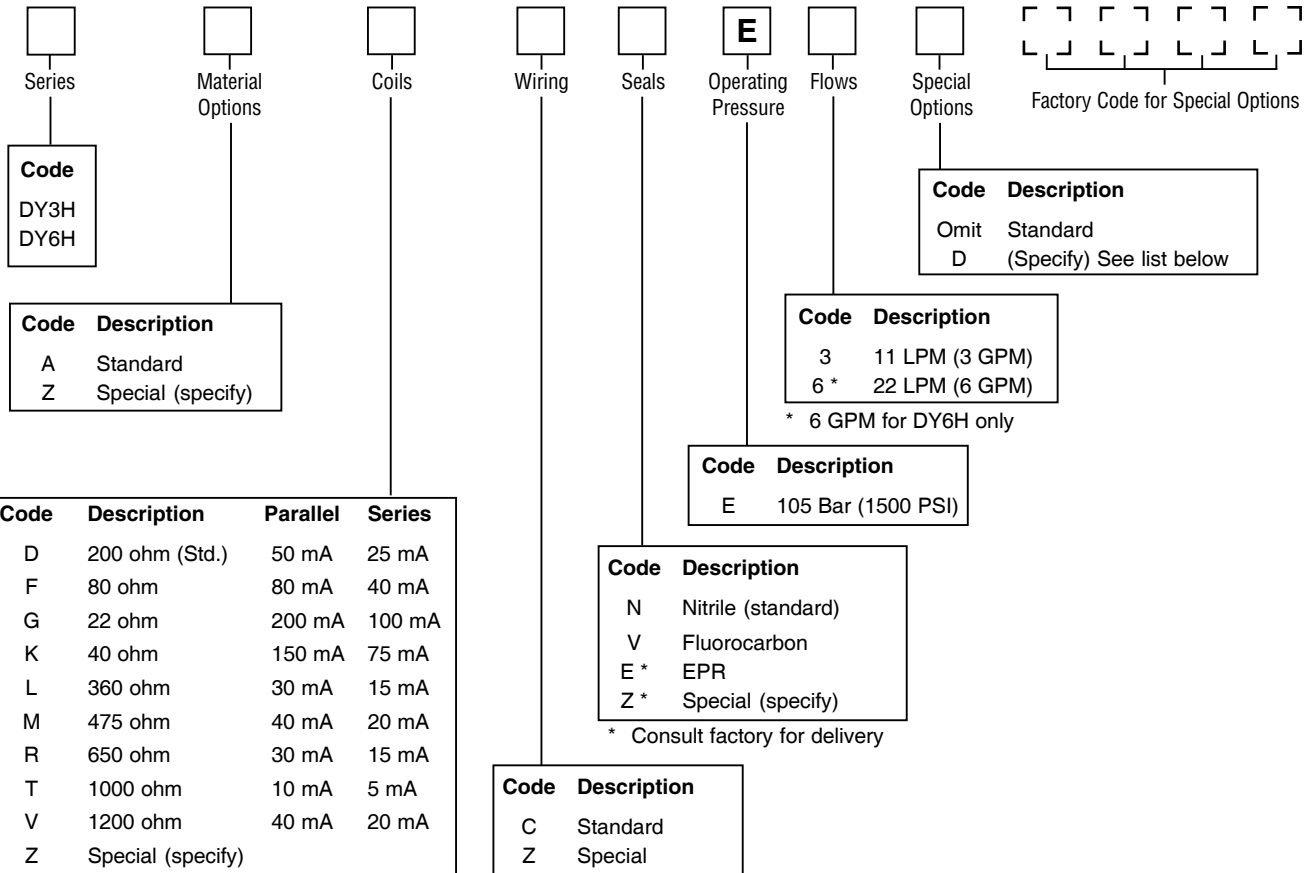 E
Series
Material
Options
Coils
Wiring
Seals
Operating
Pressure
Flows
Special
Options
Factory Code for Special Options
Code
DY3H
DY6H
Code Description
Omit Standard
D (Specify) See list below
Code Description
A Standard
Z Special (specify)
Code Description
3 11 LPM (3 GPM)
6 * 22 LPM (6 GPM)
* 6 GPM for DY6H only
Code Description
E 105 Bar (1500 PSI)
Code Description Parallel Series
D 200 ohm (Std.) 50 mA 25 mA
F 80 ohm 80 mA 40 mA
G 22 ohm 200 mA 100 mA
K 40 ohm 150 mA 75 mA
L 360 ohm 30 mA 15 mA
M 475 ohm 40 mA 20 mA
R 650 ohm 30 mA 15 mA
T 1000 ohm 10 mA 5 mA
V 1200 ohm 40 mA 20 mA
Z Special (specify)
Code Description
N Nitrile (standard)
V Fluorocarbon
E * EPR
Z * Special (specify)
* Consult factory for delivery
Code Description
C Standard
Z Special